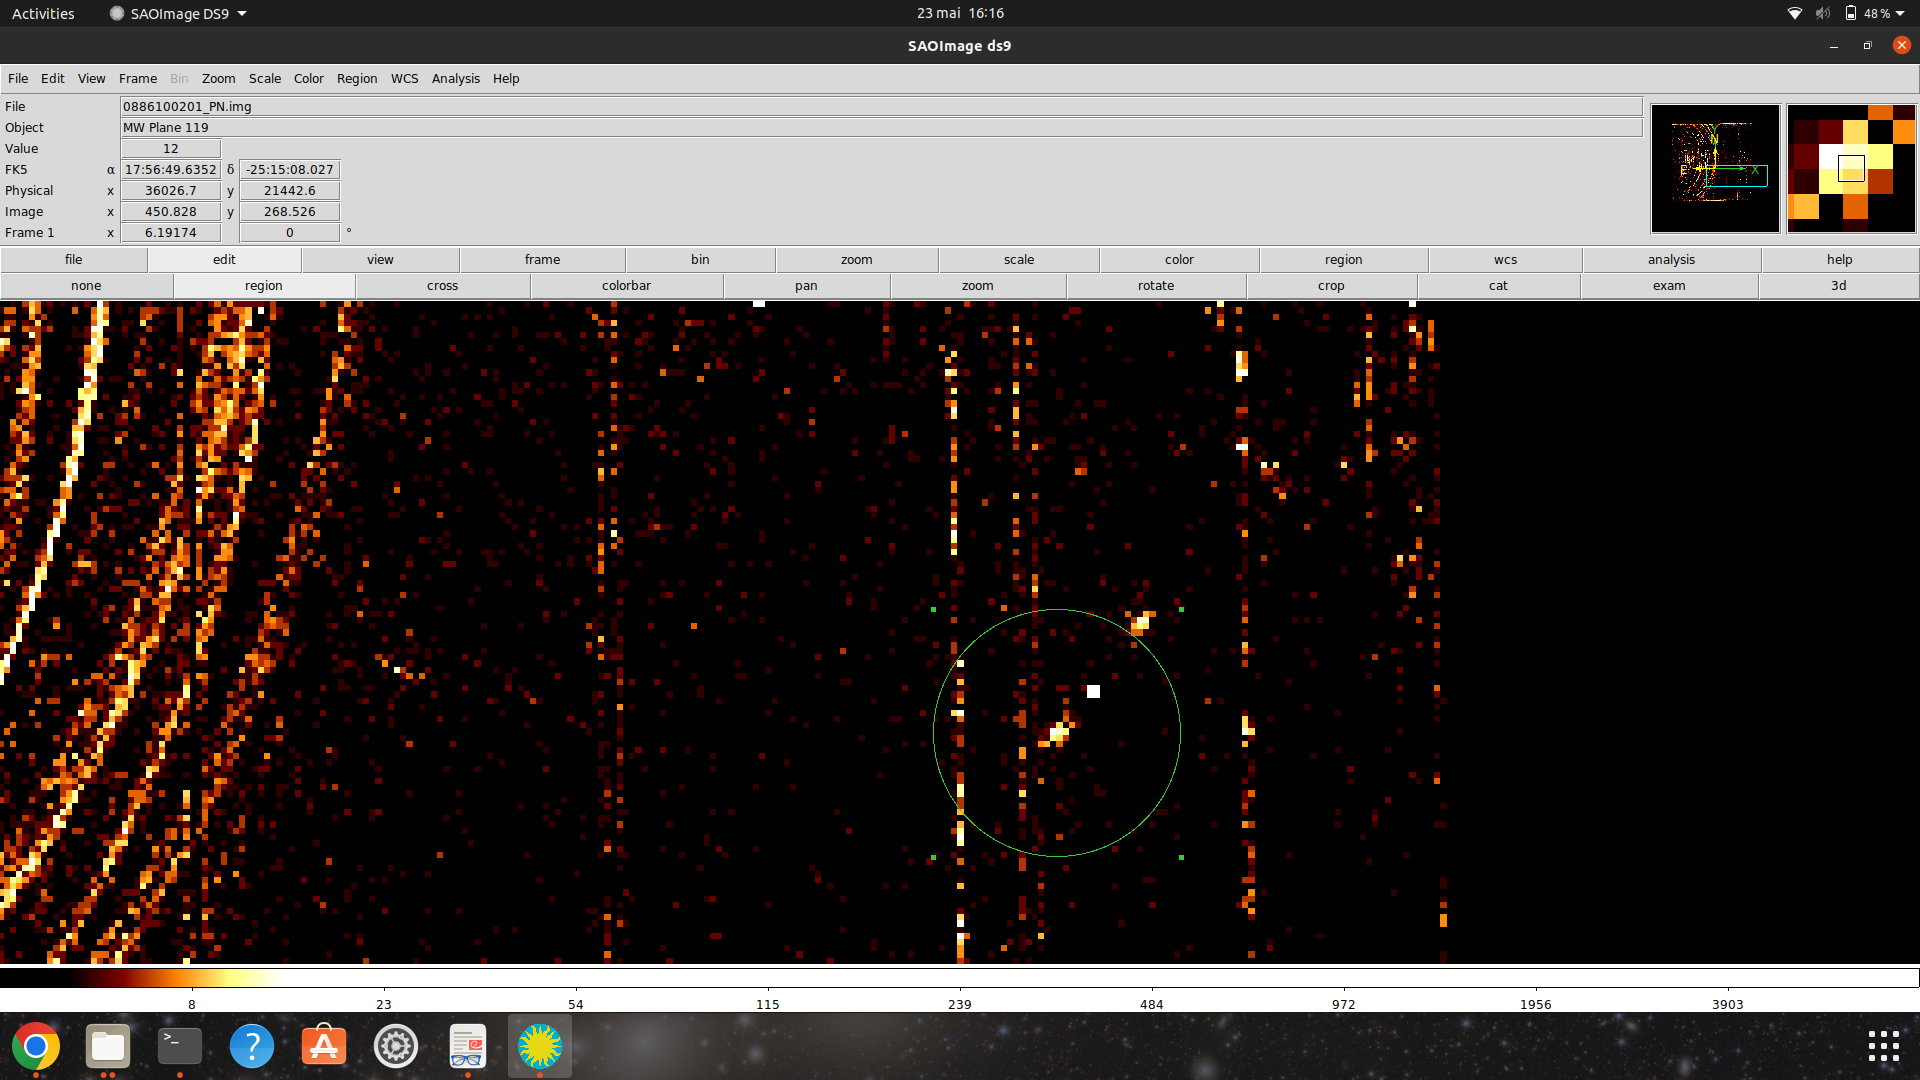 Activities SAOImage DS9 23 mai 16:16 48 %
SAOImage ds9
File Edit View Frame Bin Zoom Scale Color Region WCS Analysis Help
File 0886100201_PN.img
Object MW Plane 119
Value 12
FK5 α 17:56:49.6352 δ -25:15:08.027
Physical x 36026.7 y 21442.6
Image x 450.828 y 268.526
Frame 1 x 6.19174 0 °
N E X
file edit view frame bin zoom scale color region wcs analysis help
none region cross colorbar pan zoom rotate crop cat exam 3d
8 23 54 115 239 484 972 1956 3903